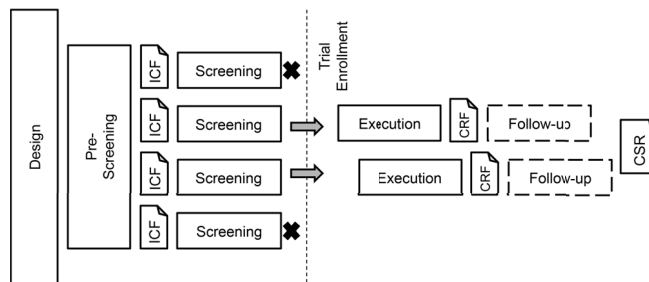 Design
Pre-
Screening
ICF
Screening
ICF
Screening
ICF
Screening
ICF
Screening
Trial
Enrollment
Execution
CRF
Follow-up
Execution
CRF
Follow-up
CSR